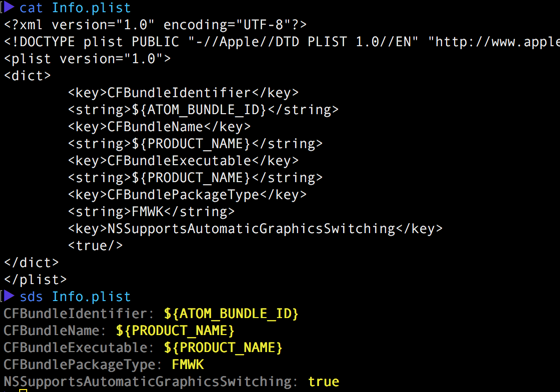 cat Info.plist
<?xml version="1.0" encoding="UTF-8"?>
<!DOCTYPE plist PUBLIC "-//Apple//DTD PLIST 1.0//EN" "http://www.apple
<plist version="1.0">
<dict>
<key>CFBundleIdentifier</key>
<string>${ATOM_BUNDLE_ID}</string>
<key>CFBundleName</key>
<string>${PRODUCT_NAME}</string>
<key>CFBundleExecutable</key>
<string>${PRODUCT_NAME}</string>
<key>CFBundlePackageType</key>
<string>FMWK</string>
<key>NSSupportsAutomaticGraphicsSwitching</key>
<true/>
</dict>
</plist>
sds Info.plist
CFBundleIdentifier: ${ATOM_BUNDLE_ID}
CFBundleName: ${PRODUCT_NAME}
CFBundleExecutable: ${PRODUCT_NAME}
CFBundlePackageType: FMWK
NSSupportsAutomaticGraphicsSwitching: true